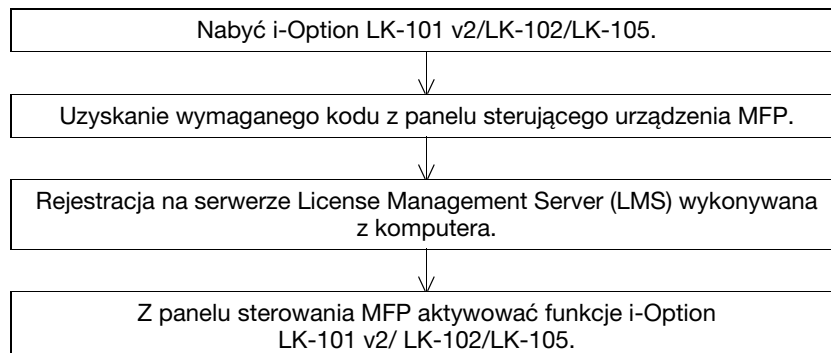 Nabyć i-Option LK-101 v2/LK-102/LK-105.
Uzyskanie wymaganego kodu z panelu sterującego urządzenia MFP.
Rejestracja na serwerze License Management Server (LMS) wykonywana
z komputera.
Z panelu sterowania MFP aktywować funkcje i-Option
LK-101 v2/ LK-102/LK-105.